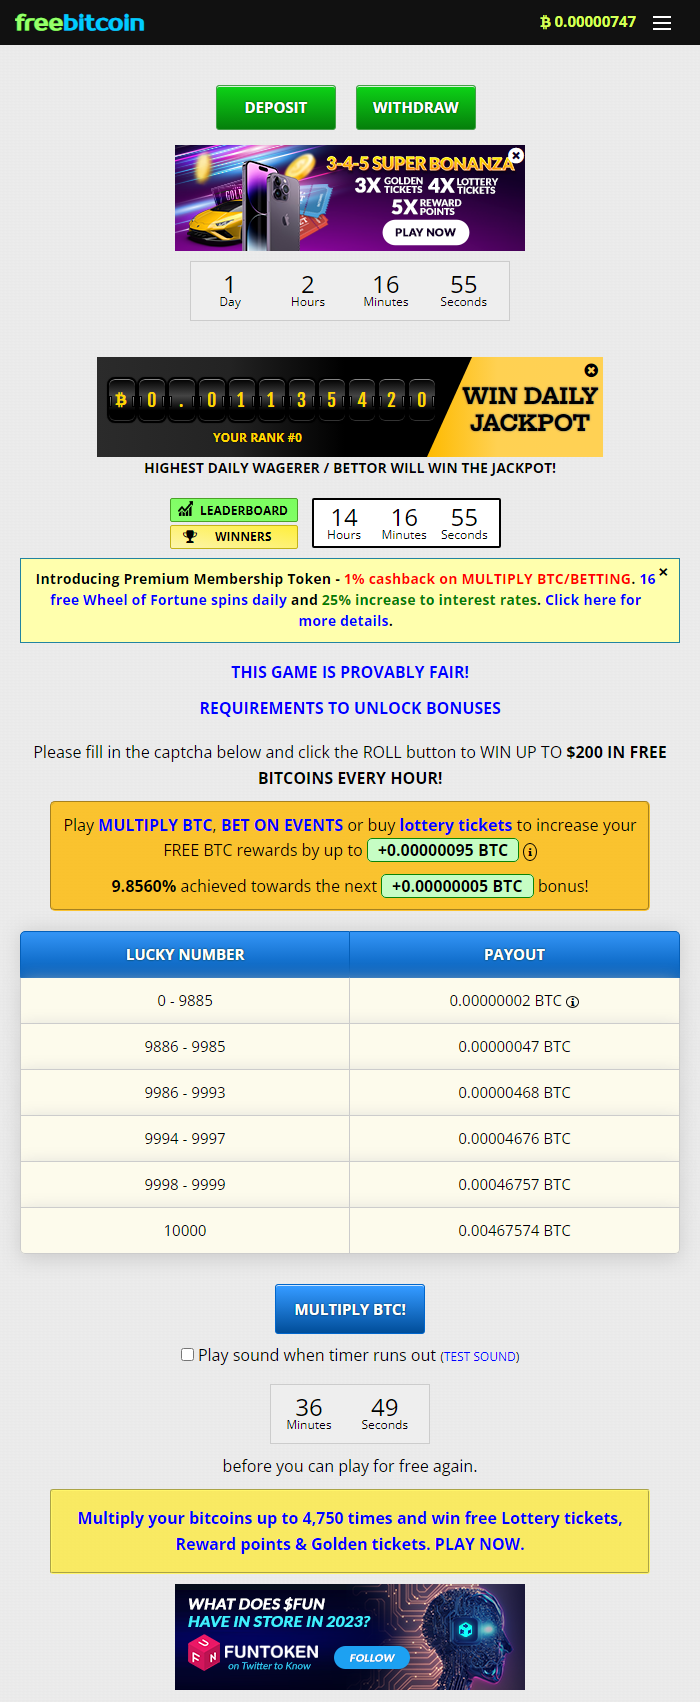 freebitcoin
₿ 0.00000747
DEPOSIT
WITHDRAW
3-4-5 SUPER BONANZA
3X GOLDEN TICKETS 4X LOTTERY TICKETS
5X REWARD POINTS
PLAY NOW
1 2 16 55
Day Hours Minutes Seconds
₿ 0 . 0 1 1 3 5 4 2 0
YOUR RANK #0
WIN DAILY
JACKPOT
HIGHEST DAILY WAGERER / BETTOR WILL WIN THE JACKPOT!
LEADERBOARD
WINNERS
14 16 55
Hours Minutes Seconds
Introducing Premium Membership Token - 1% cashback on MULTIPLY BTC/BETTING. 16
free Wheel of Fortune spins daily and 25% increase to interest rates. Click here for
more details.
THIS GAME IS PROVABLY FAIR!
REQUIREMENTS TO UNLOCK BONUSES
Please fill in the captcha below and click the ROLL button to WIN UP TO $200 IN FREE
BITCOINS EVERY HOUR!
Play MULTIPLY BTC, BET ON EVENTS or buy lottery tickets to increase your
FREE BTC rewards by up to +0.00000095 BTC
9.8560% achieved towards the next +0.00000005 BTC bonus!
LUCKY NUMBER PAYOUT
0 - 9885 0.00000002 BTC
9886 - 9985 0.00000047 BTC
9986 - 9993 0.00000468 BTC
9994 - 9997 0.00004676 BTC
9998 - 9999 0.00046757 BTC
10000 0.00467574 BTC
MULTIPLY BTC!
Play sound when timer runs out (TEST SOUND)
36 49
Minutes Seconds
before you can play for free again.
Multiply your bitcoins up to 4,750 times and win free Lottery tickets,
Reward points & Golden tickets. PLAY NOW.
WHAT DOES $FUN
HAVE IN STORE IN 2023?
FUN
FUNTOKEN
on Twitter to Know
FOLLOW